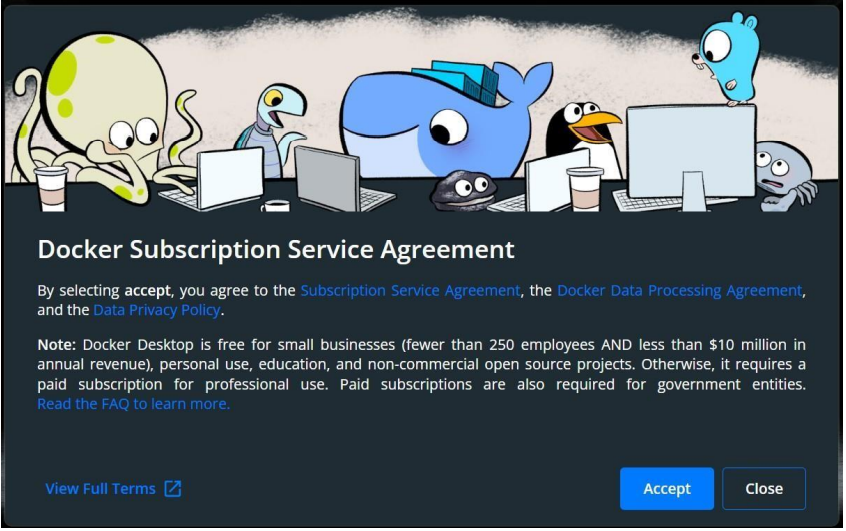 Docker Subscription Service Agreement
By selecting accept, you agree to the Subscription Service Agreement, the Docker Data Processing Agreement,
and the Data Privacy Policy.
Note: Docker Desktop is free for small businesses (fewer than 250 employees AND less than $10 million in
annual revenue), personal use, education, and non-commercial open source projects. Otherwise, it requires a
paid subscription for professional use. Paid subscriptions are also required for government entities.
Read the FAQ to learn more.
View Full Terms
Accept
Close